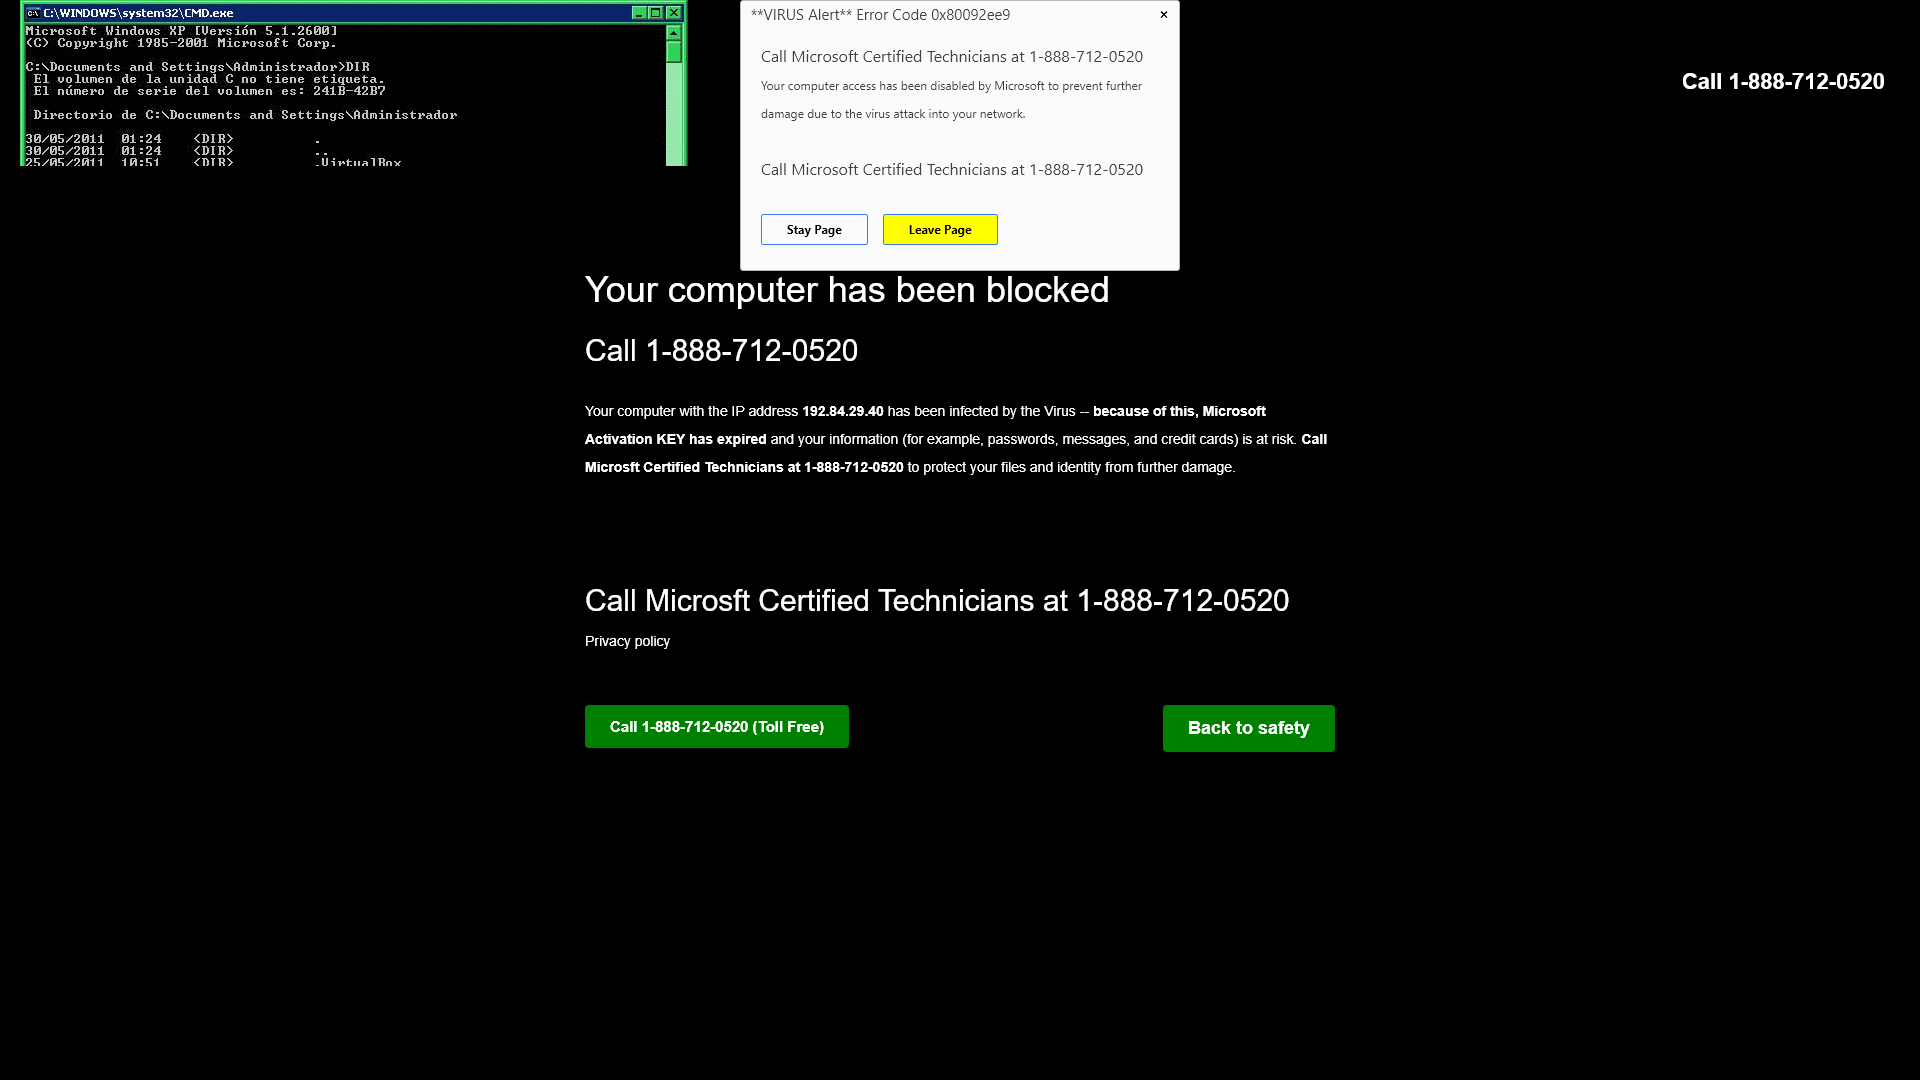 C:\WINDOWS\system32\CMD.exe
Microsoft Windows XP [Versión 5.1.2600]
(C) Copyright 1985-2001 Microsoft Corp.
C:\Documents and Settings\Administrador>DIR
El volumen de la unidad C no tiene etiqueta.
El número de serie del volumen es: 241B-42B7
Directorio de C:\Documents and Settings\Administrador
30/05/2011 01:24 <DIR> .
30/05/2011 01:24 <DIR> ..
25/05/2011 10:51 <DIR> .VirtualBox
**VIRUS Alert** Error Code 0x80092ee9
×
Call Microsoft Certified Technicians at 1-888-712-0520
Your computer access has been disabled by Microsoft to prevent further
damage due to the virus attack into your network.
Call Microsoft Certified Technicians at 1-888-712-0520
Stay Page
Leave Page
Call 1-888-712-0520
Your computer has been blocked
Call 1-888-712-0520
Your computer with the IP address 192.84.29.40 has been infected by the Virus -- because of this, Microsoft
Activation KEY has expired and your information (for example, passwords, messages, and credit cards) is at risk. Call
Microsft Certified Technicians at 1-888-712-0520 to protect your files and identity from further damage.
Call Microsft Certified Technicians at 1-888-712-0520
Privacy policy
Call 1-888-712-0520 (Toll Free)
Back to safety